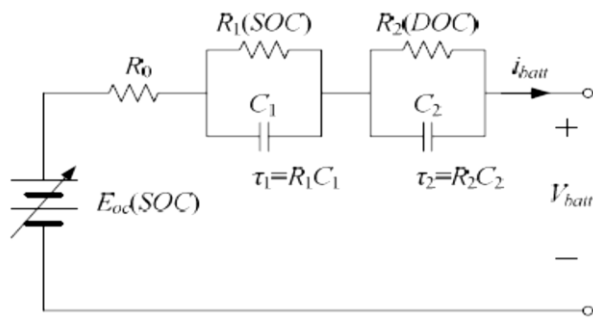 R₁(SOC)
R₂(DOC)
R₀
i_batt
C₁
C₂
+
τ₁=R₁C₁
τ₂=R₂C₂
E_oc(SOC)
V_batt
−